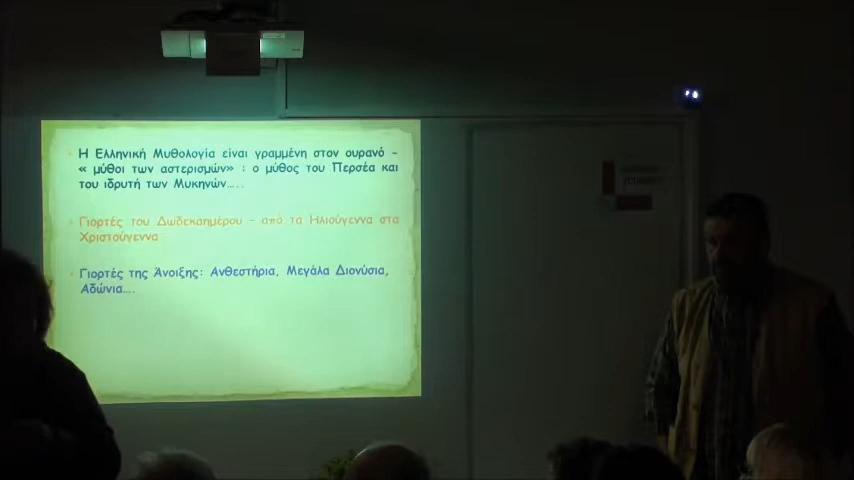 Η Ελληνική Μυθολογία είναι γραμμένη στον ουρανό –
« μύθοι των αστερισμών» : ο μύθος του Περσέα και
του ιδρυτή των Μυκηνών…..
Γιορτές του Δωδεκαημέρου – από τα Ηλιούγεννα στα
Χριστούγεννα
Γιορτές της Άνοιξης: Ανθεστήρια, Μεγάλα Διονύσια,
Αδώνια….